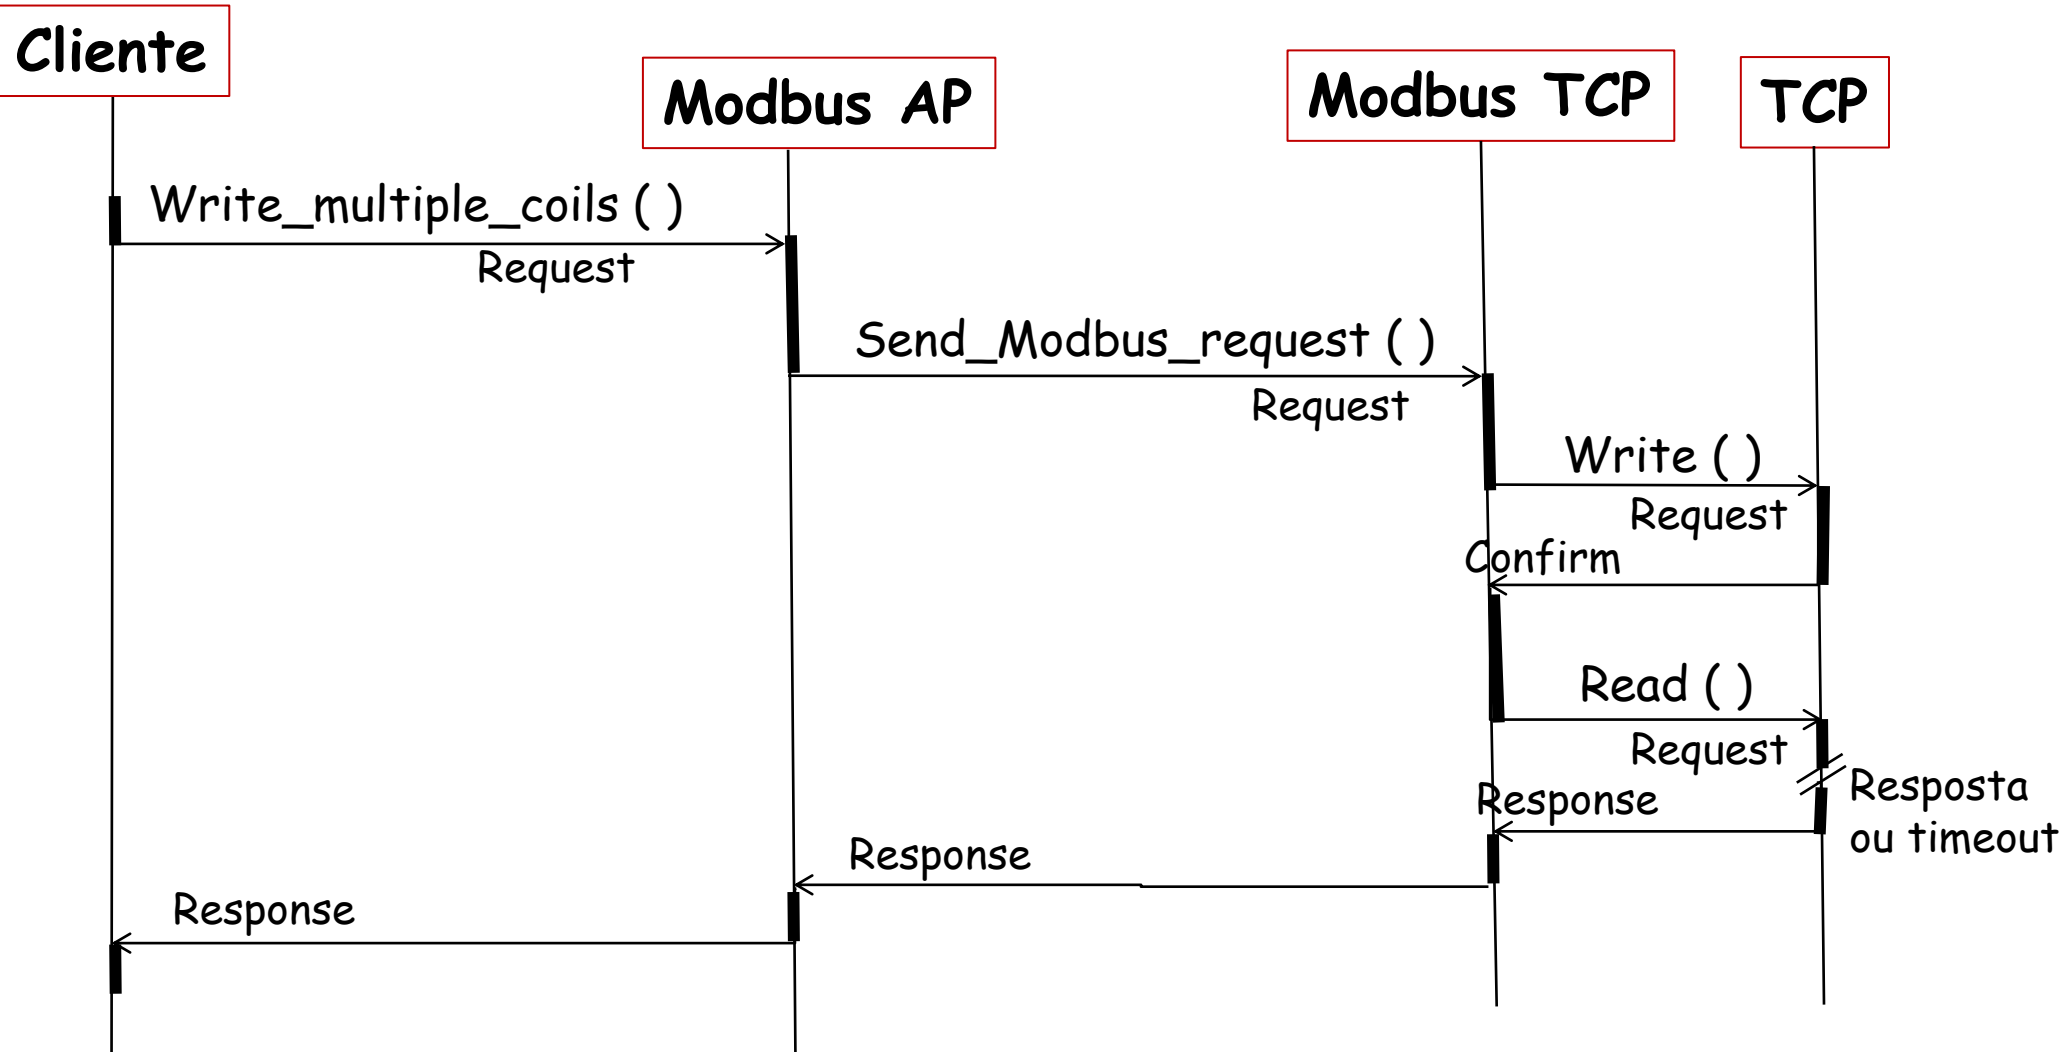 Cliente
Modbus AP
Modbus TCP
TCP
Write_multiple_coils ( )
Request
Send_Modbus_request ( )
Request
Write ( )
Request
Confirm
Read ( )
Request
Response
Resposta
ou timeout
Response
Response